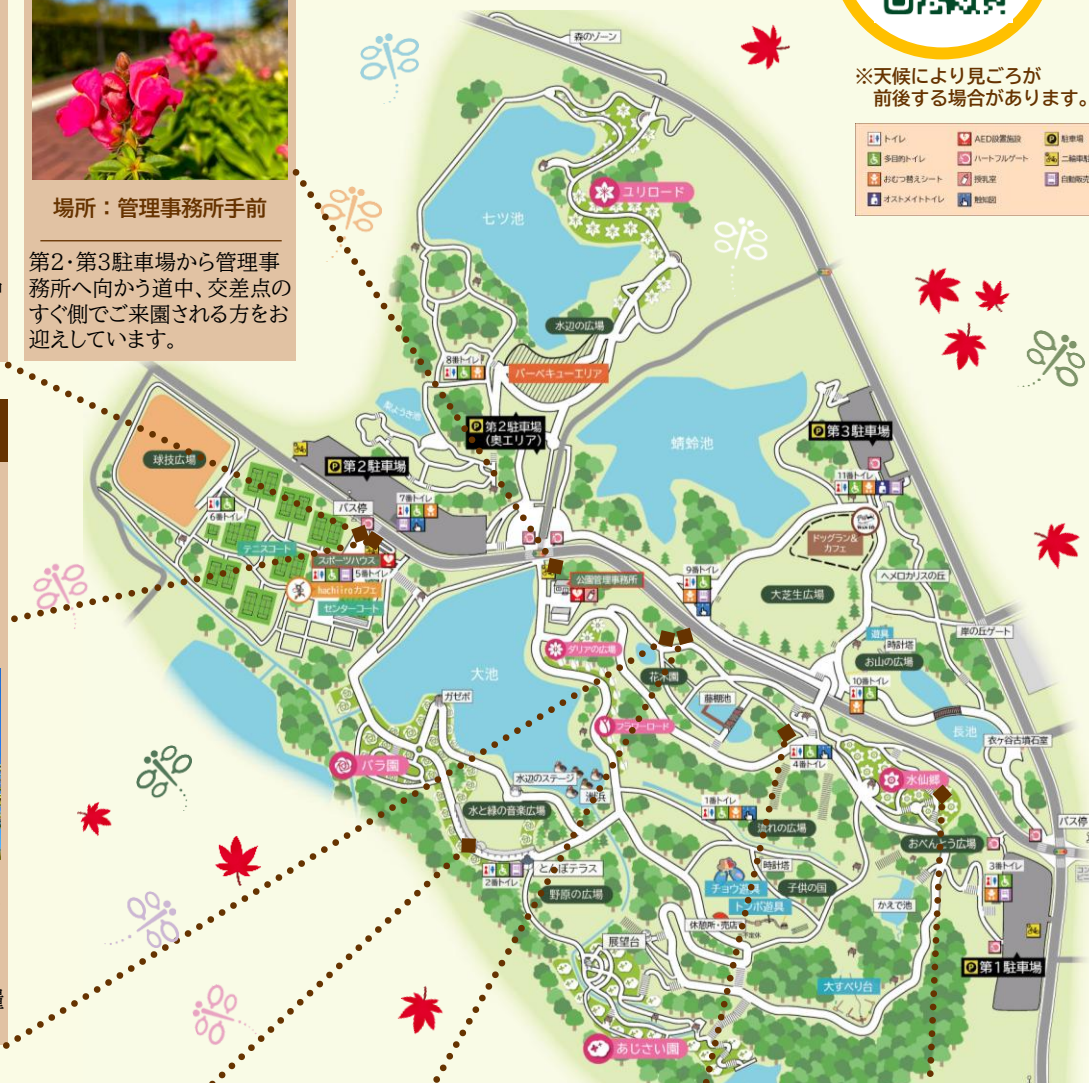 場所：管理事務所手前
第2・第3駐車場から管理事
務所へ向かう道中、交差点の
すぐ側でご来園される方をお
迎えしています。
※天候により見ごろが
前後する場合があります。
トイレ
AED設置施設
駐車場
多目的トイレ
ハートフルゲート
おむつ替えシート
授乳室
オストメイトトイレ
触知図
森のゾーン
ユリロード
七ツ池
水辺の広場
8番トイレ
バーベキューエリア
第2駐車場
(奥エリア)
蜻蛉池
第3駐車場
11番トイレ
球技広場
第2駐車場
バス停
7番トイレ
6番トイレ
テニスコート
スポーツハウス
5番トイレ
hachiiroカフェ
センターコート
公園管理事務所
9番トイレ
ドッグラン&
カフェ
大芝生広場
ヘメロカリスの丘
岸の丘ゲート
遊具
時計塔
お山の広場
10番トイレ
長池
衣ヶ谷古墳石室
大池
ダリアの広場
花木園
藤棚池
ガゼボ
フラワーロード
4番トイレ
水仙郷
バラ園
水辺のステージ
水と緑の音楽広場
1番トイレ
流れの広場
おべんとう広場
バス停
3番トイレ
とんぼテラス
2番トイレ
野原の広場
時計塔
チョウ遊具
子供の国
トンボ遊具
かえで池
休憩所・売店
展望台
第1駐車場
大すべり台
あじさい園